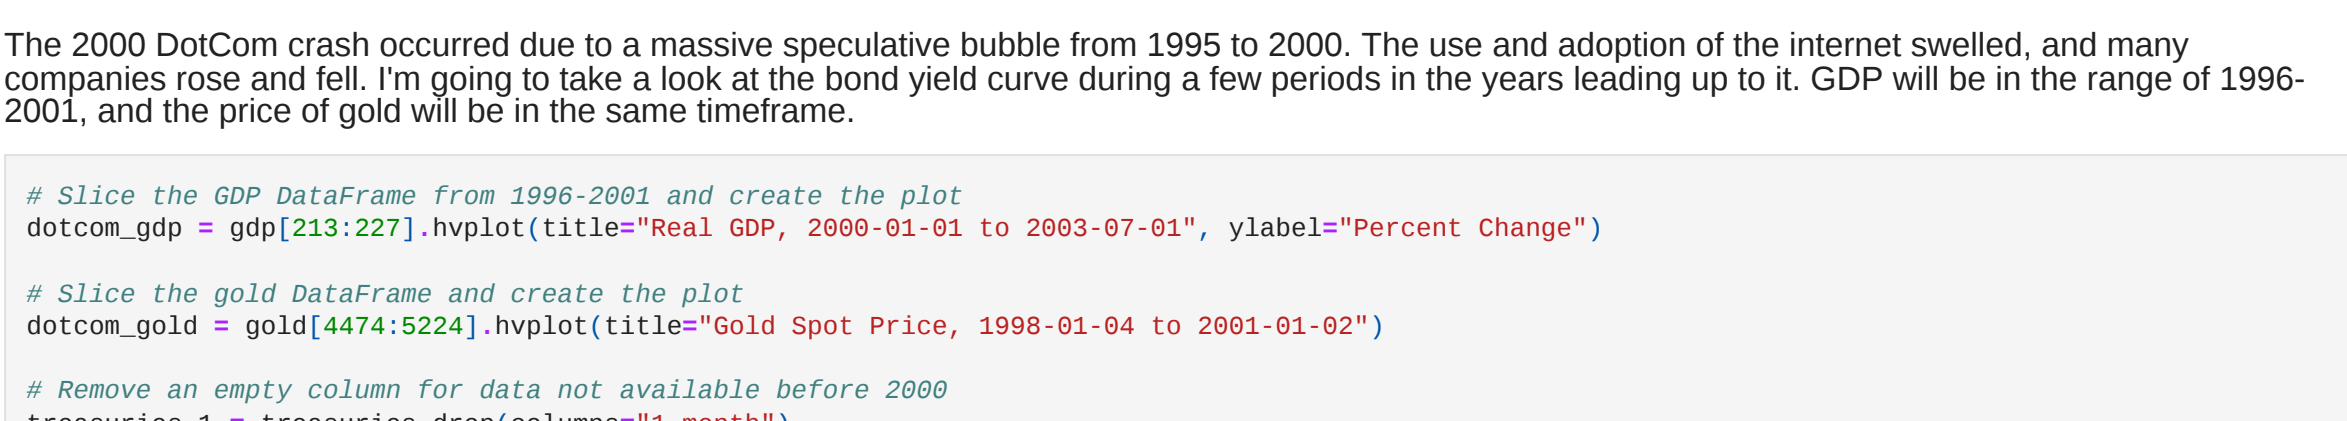 The 2000 DotCom crash occurred due to a massive speculative bubble from 1995 to 2000. The use and adoption of the internet swelled, and many
companies rose and fell. I'm going to take a look at the bond yield curve during a few periods in the years leading up to it. GDP will be in the range of 1996-
2001, and the price of gold will be in the same timeframe.
# Slice the GDP DataFrame from 1996-2001 and create the plot
dotcom_gdp = gdp[213:227].hvplot(title="Real GDP, 2000-01-01 to 2003-07-01", ylabel="Percent Change")
# Slice the gold DataFrame and create the plot
dotcom_gold = gold[4474:5224].hvplot(title="Gold Spot Price, 1998-01-04 to 2001-01-02")
# Remove an empty column for data not available before 2000
treasuries_1 = treasuries.drop(columns="1 month")